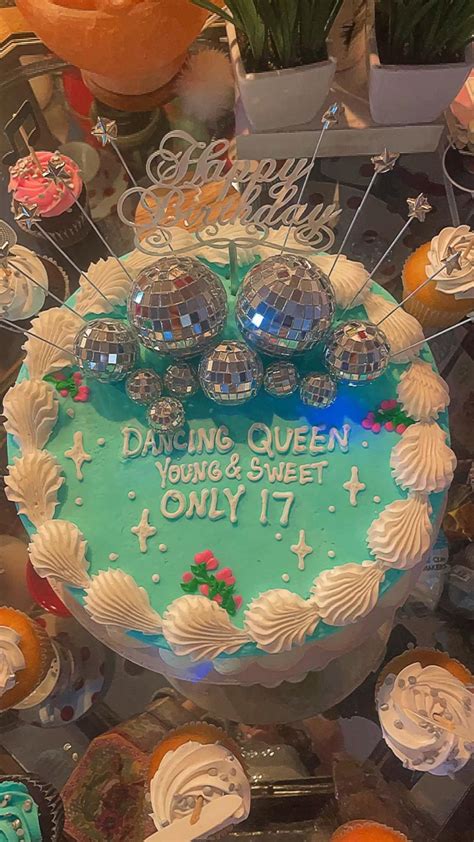 Happy
Birthday
DANCING QUEEN
YOUNG & SWEET
ONLY 17